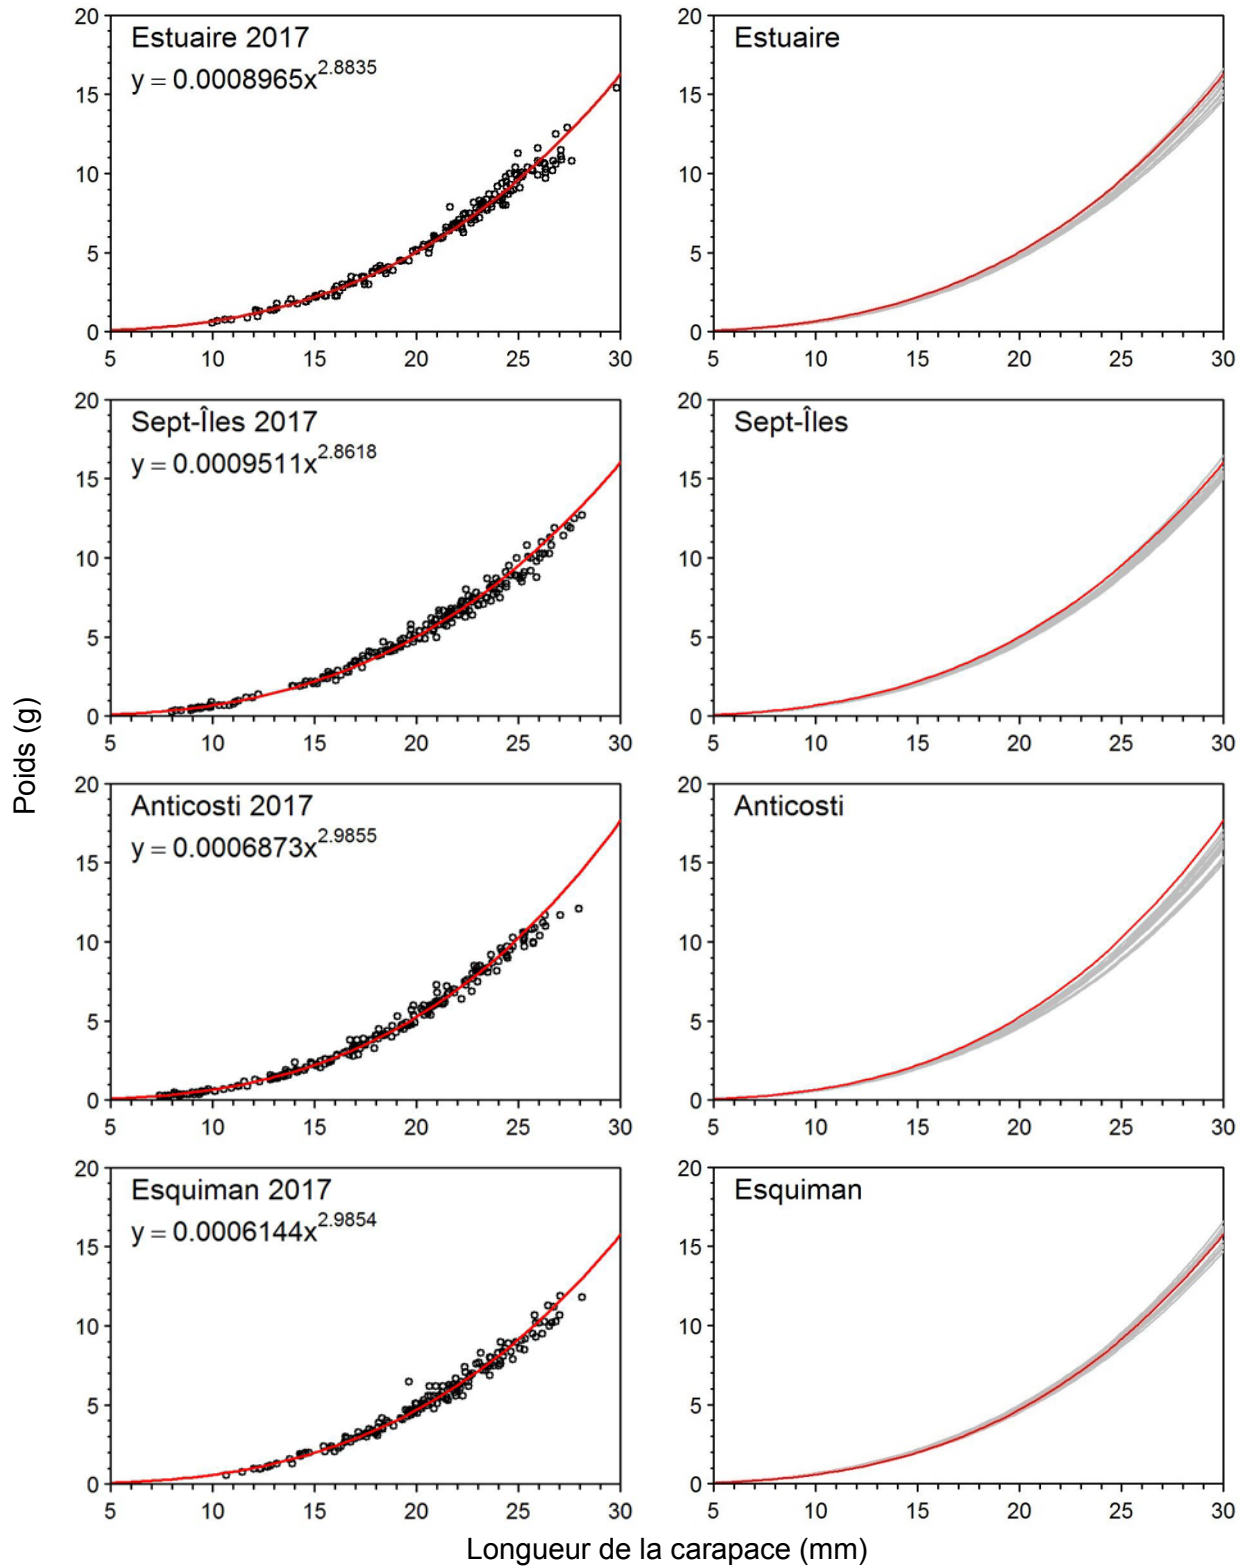 Poids (g)
Estuaire 2017
y = 0.0008965x^2.8835
20
15
10
5
0
5 10 15 20 25 30
Estuaire
20
15
10
5
0
5 10 15 20 25 30
Sept-Îles 2017
y = 0.0009511x^2.8618
20
15
10
5
0
5 10 15 20 25 30
Sept-Îles
20
15
10
5
0
5 10 15 20 25 30
Anticosti 2017
y = 0.0006873x^2.9855
20
15
10
5
0
5 10 15 20 25 30
Anticosti
20
15
10
5
0
5 10 15 20 25 30
Esquiman 2017
y = 0.0006144x^2.9854
20
15
10
5
0
5 10 15 20 25 30
Esquiman
20
15
10
5
0
5 10 15 20 25 30
Longueur de la carapace (mm)